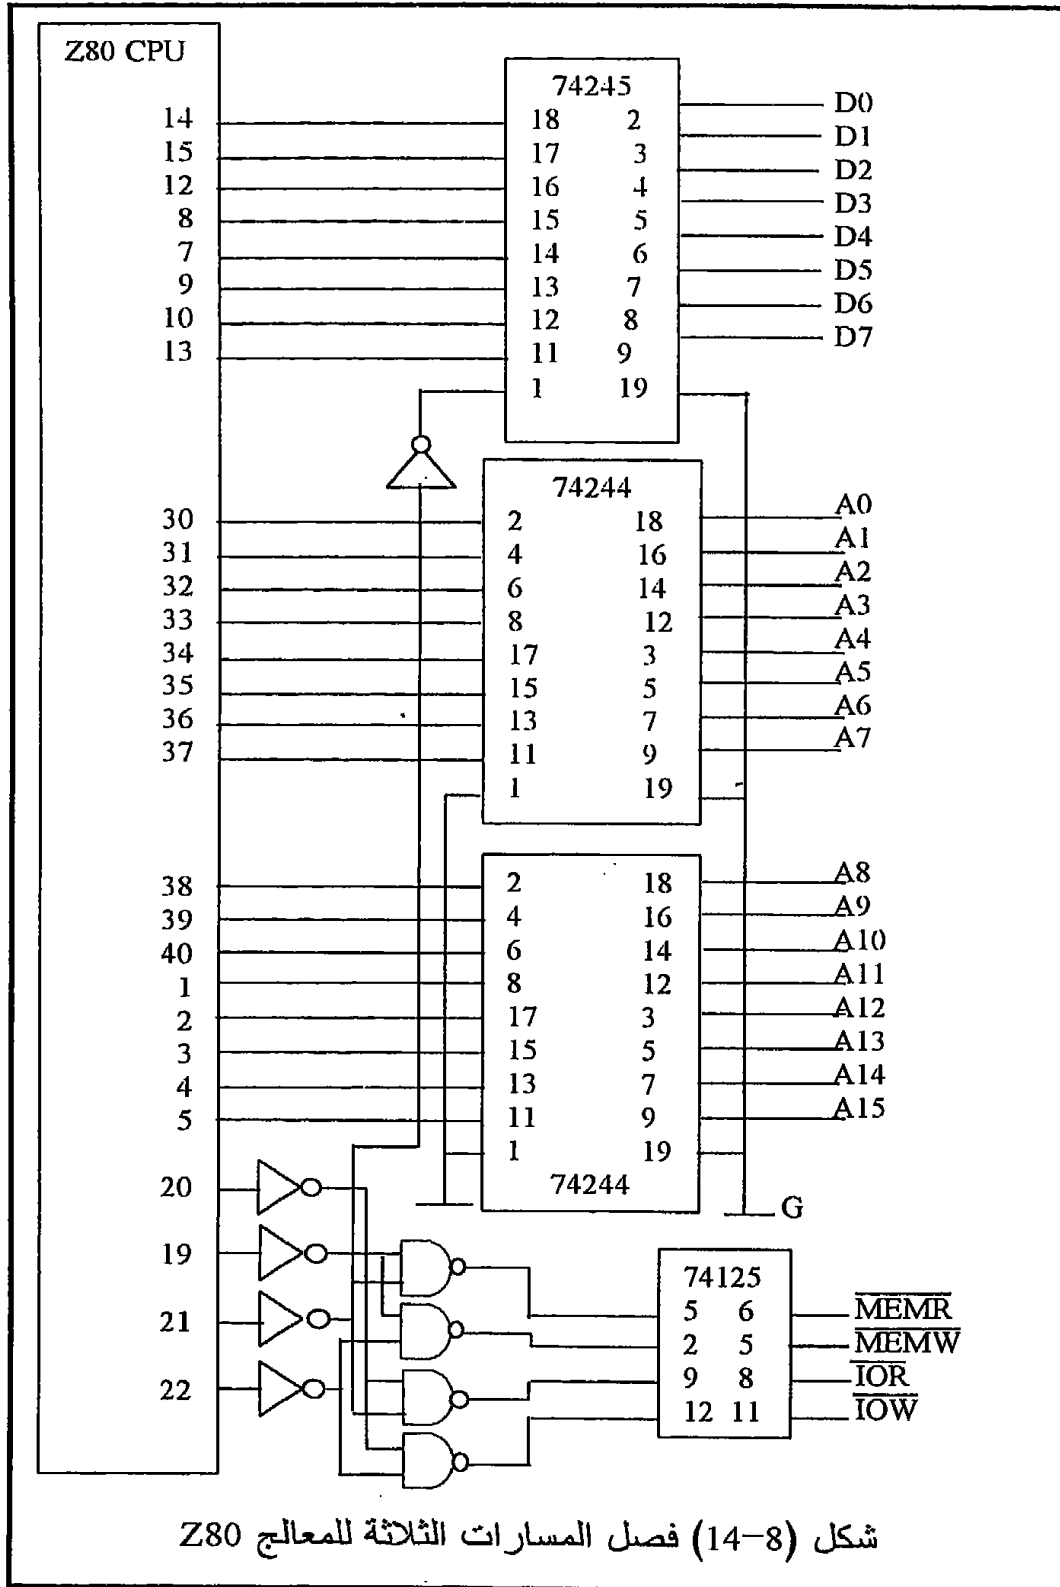 Z80 CPU
74245
14 18 2 D0
15 17 3 D1
12 16 4 D2
8 15 5 D3
7 14 6 D4
9 13 7 D5
10 12 8 D6
13 11 9 D7
1 19
74244
30 2 18 A0
31 4 16 A1
32 6 14 A2
33 8 12 A3
34 17 3 A4
35 15 5 A5
36 13 7 A6
37 11 9 A7
1 19
38 2 18 A8
39 4 16 A9
40 6 14 A10
1 8 12 A11
2 17 3 A12
3 15 5 A13
4 13 7 A14
5 11 9 A15
1 19
74244
20
G
19
74125
21
5 6 M̅E̅M̅R̅
2 5 M̅E̅M̅W̅
22
9 8 I̅O̅R̅
12 11 I̅O̅W̅
شكل (8-14) فصل المسارات الثلاثة للمعالج Z80